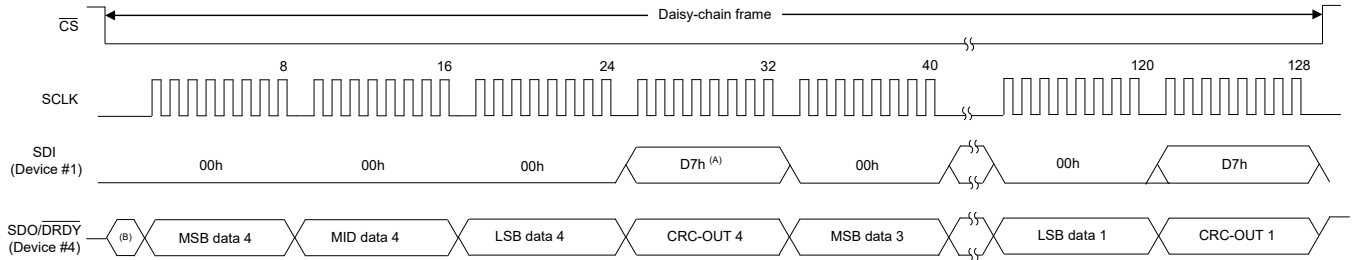 Daisy-chain frame
CS
8 16 24 32 40 120 128
SCLK
SDI
(Device #1)
00h 00h 00h D7h (A) 00h 00h D7h
SDO/DRDY
(Device #4)
(B) MSB data 4 MID data 4 LSB data 4 CRC-OUT 4 MSB data 3 LSB data 1 CRC-OUT 1